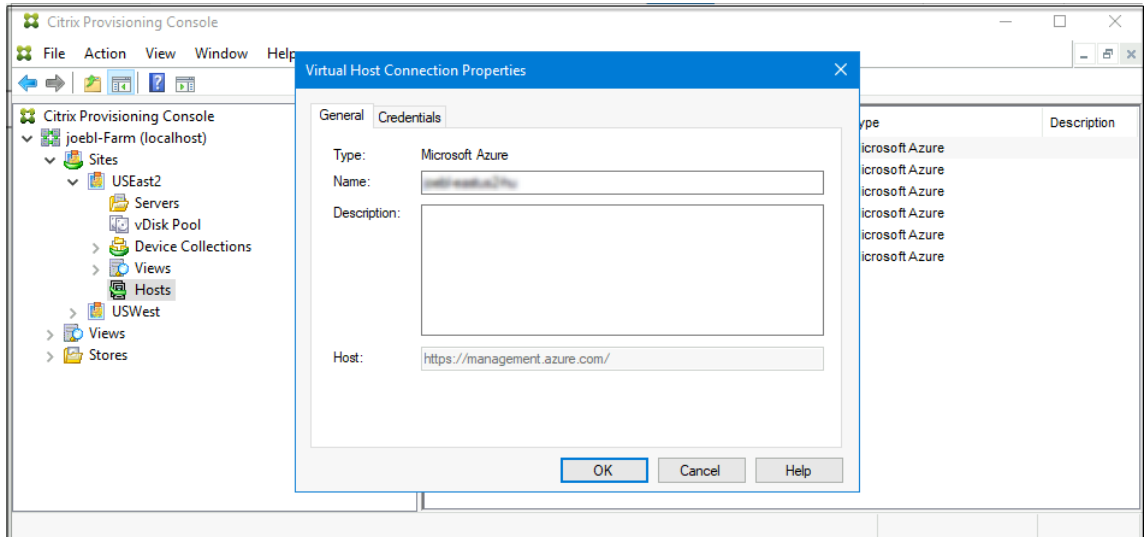 Citrix Provisioning Console
File Action View Window Help
Virtual Host Connection Properties
General Credentials
Type: Microsoft Azure
Name:
Description:
Host: https://management.azure.com/
OK Cancel Help
Citrix Provisioning Console
joebl-Farm (localhost)
Sites
USEast2
Servers
vDisk Pool
Device Collections
Views
Hosts
USWest
Views
Stores
ype Description
icrosoft Azure
icrosoft Azure
icrosoft Azure
icrosoft Azure
icrosoft Azure
icrosoft Azure